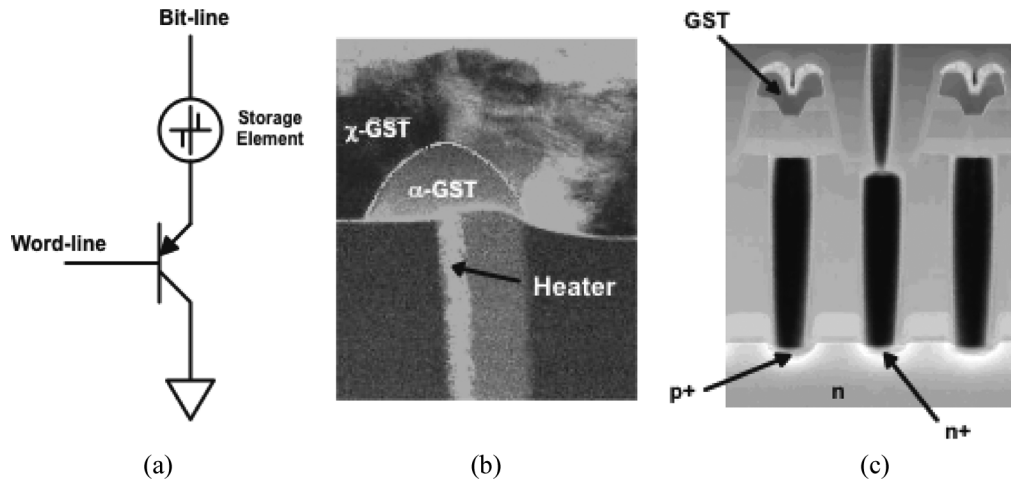 Bit-line
Storage
Element
Word-line
(a)
χ-GST
α-GST
Heater
(b)
GST
p+
n
n+
(c)